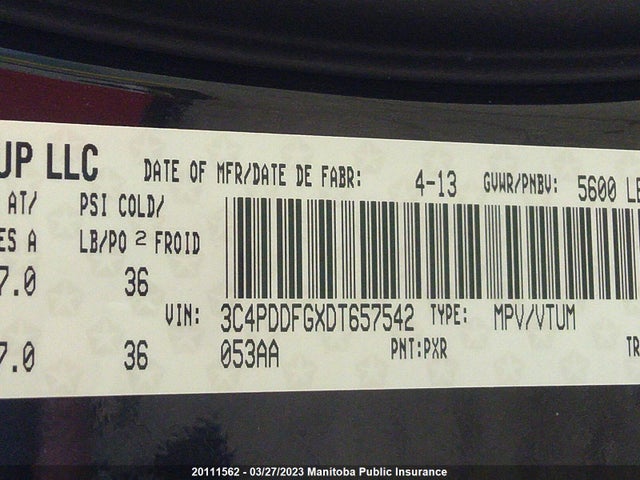 UP LLC DATE OF MFR/DATE DE FABR: 4-13 GVWR/PNBV: 5600
AT/ PSI COLD/
A LB/PO 2 FROID
7.0 36
VIN: 3C4PDDFGXDT657542 TYPE: MPV/VTUM
7.0 36 053AA PNT:PXR
20111562 - 03/27/2023 Manitoba Public Insurance